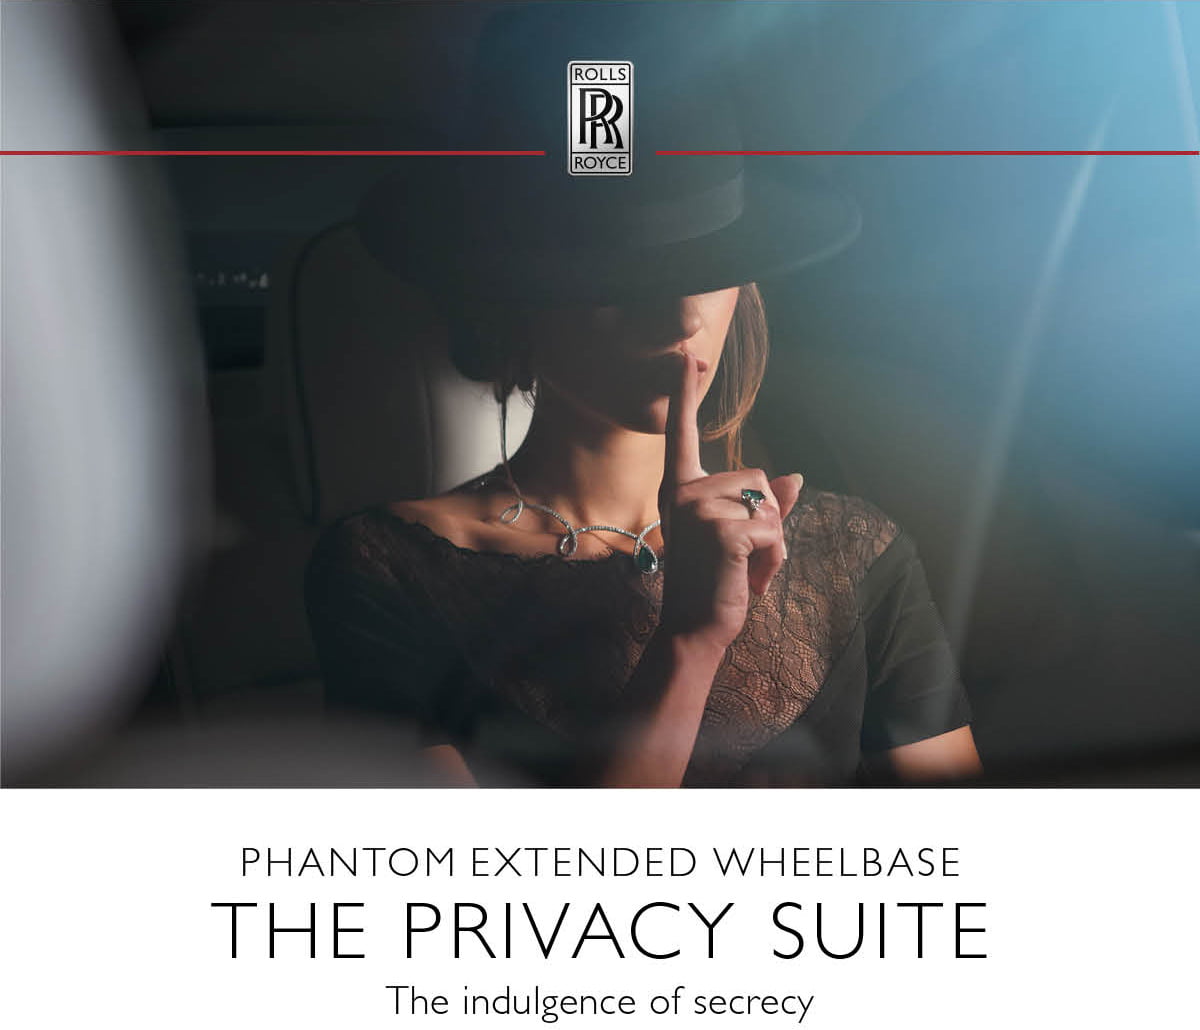 ROLLS
RR
ROYCE
PHANTOM EXTENDED WHEELBASE
THE PRIVACY SUITE
The indulgence of secrecy